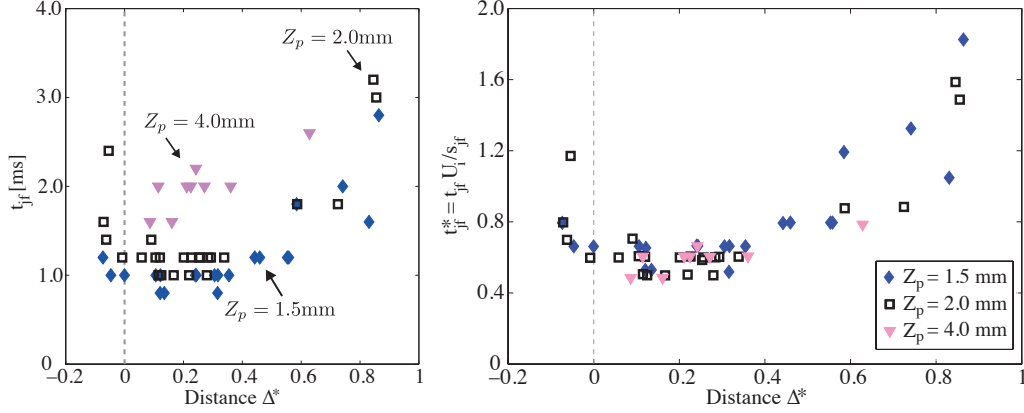 4.0
3.0
2.0
1.0
0
t_jf [ms]
Z_p = 2.0mm
Z_p = 4.0mm
Z_p = 1.5mm
−0.2 0 0.2 0.4 0.6 0.8 1
Distance Δ*
2.0
1.6
1.2
0.8
0.4
0
t*_jf = t_jf U_i/s_jf
Z_p = 1.5 mm
Z_p = 2.0 mm
Z_p = 4.0 mm
−0.2 0 0.2 0.4 0.6 0.8 1
Distance Δ*